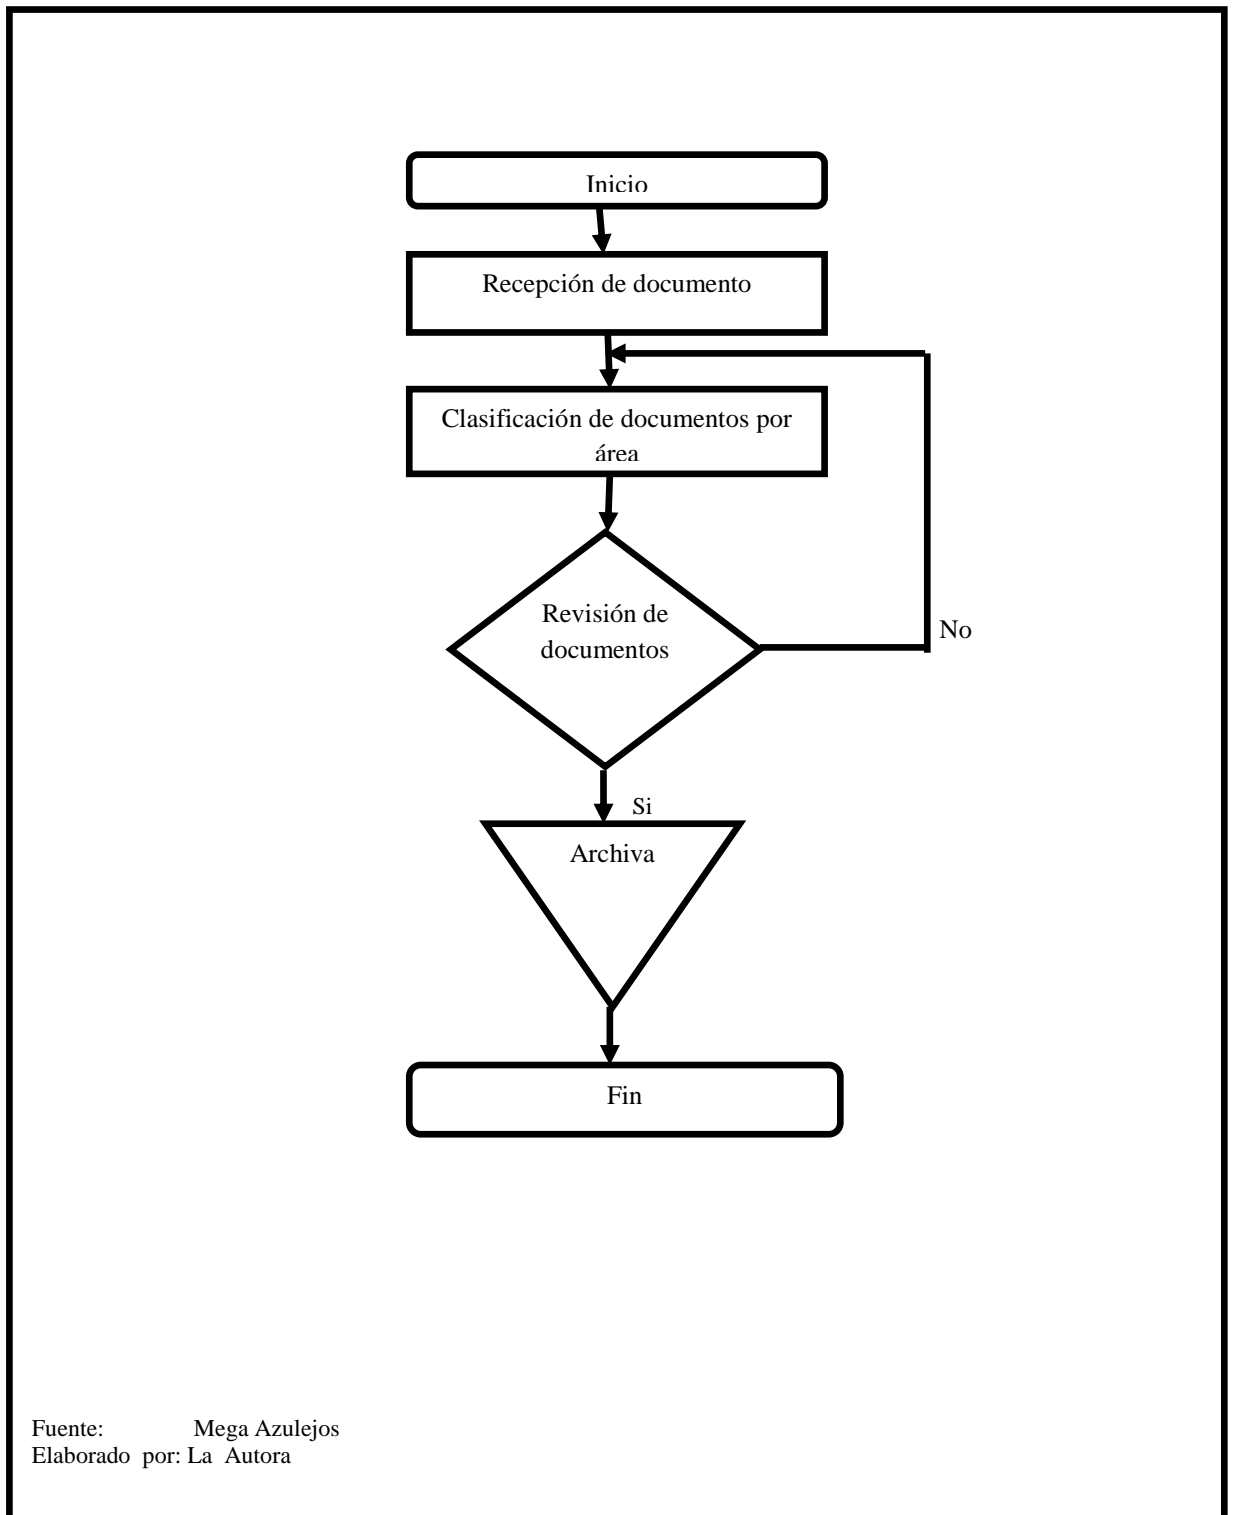 Inicio
Recepción de documento
Clasificación de documentos por
área
Revisión de
documentos
No
Si
Archiva
Fin
Fuente: Mega Azulejos
Elaborado por: La Autora